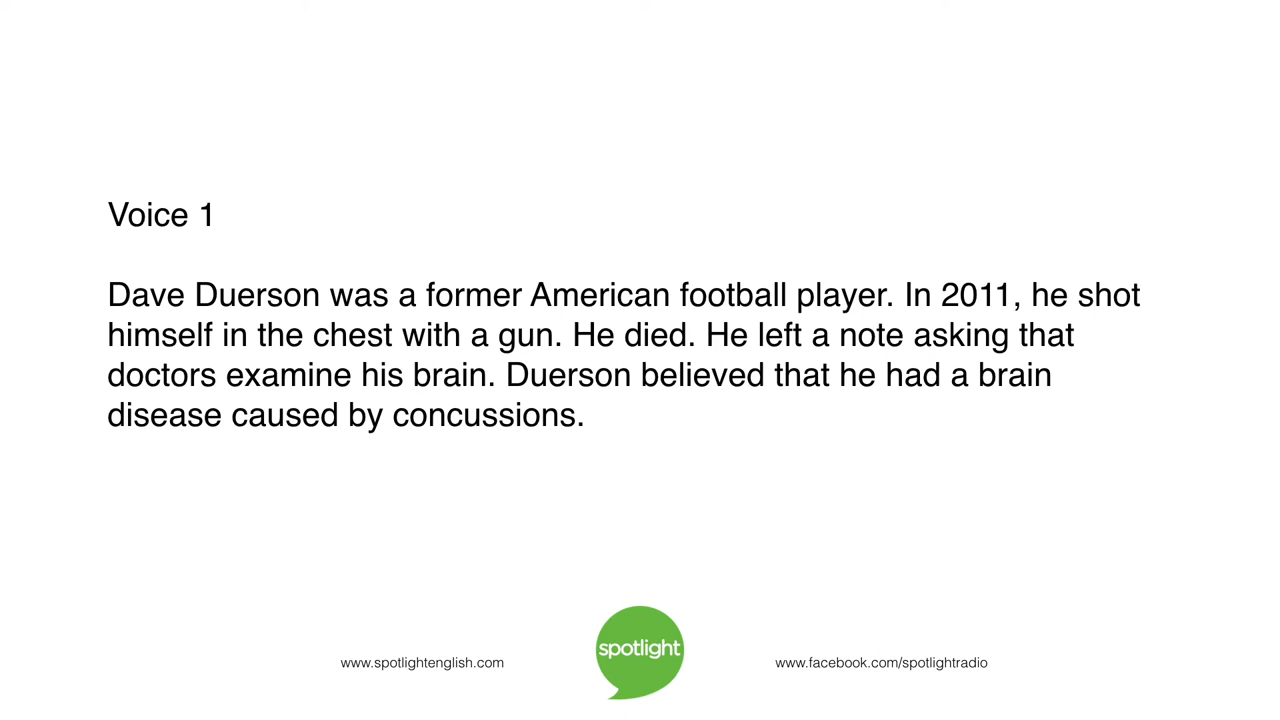 Voice 1
Dave Duerson was a former American football player. In 2011, he shot
himself in the chest with a gun. He died. He left a note asking that
doctors examine his brain. Duerson believed that he had a brain
disease caused by concussions.
spotlight
www.spotlightenglish.com
www.facebook.com/spotlightradio